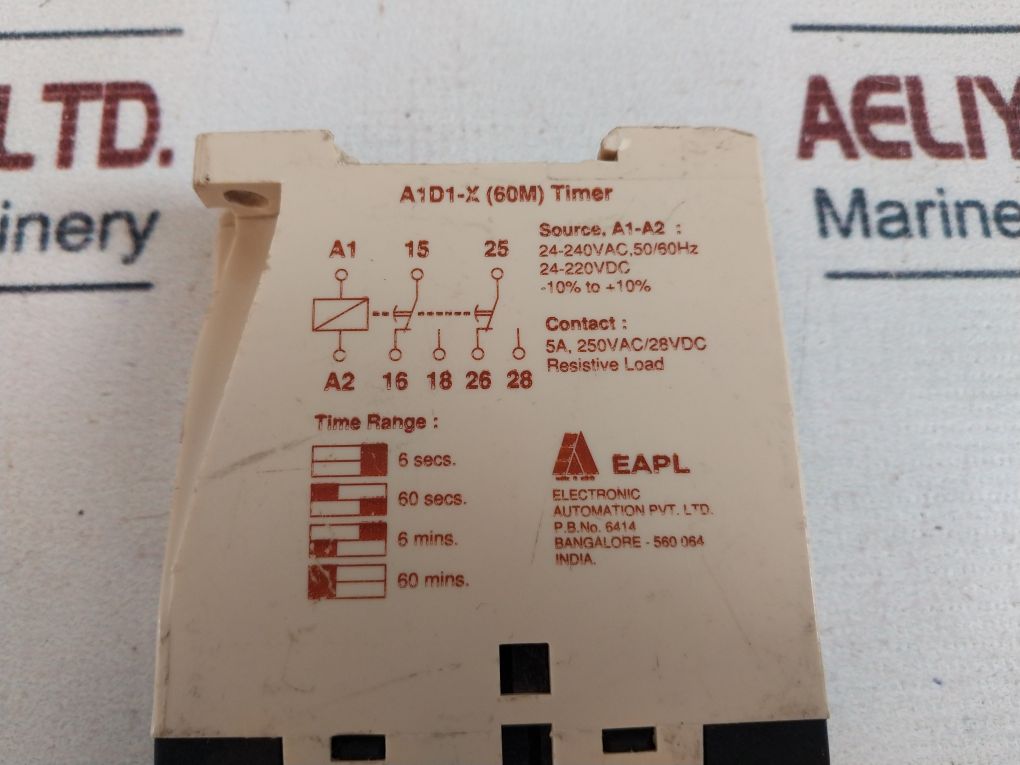 LTD.
inery
AELIY
Marine
A1D1-X (60M) Timer
Source, A1-A2 :
24-240VAC,50/60Hz
24-220VDC
-10% to +10%
Contact :
5A, 250VAC/28VDC
Resistive Load
A1 15 25
A2 16 18 26 28
Time Range :
6 secs.
60 secs.
6 mins.
60 mins.
EAPL
ELECTRONIC
AUTOMATION PVT. LTD.
P.B.No. 6414
BANGALORE - 560 064
INDIA.